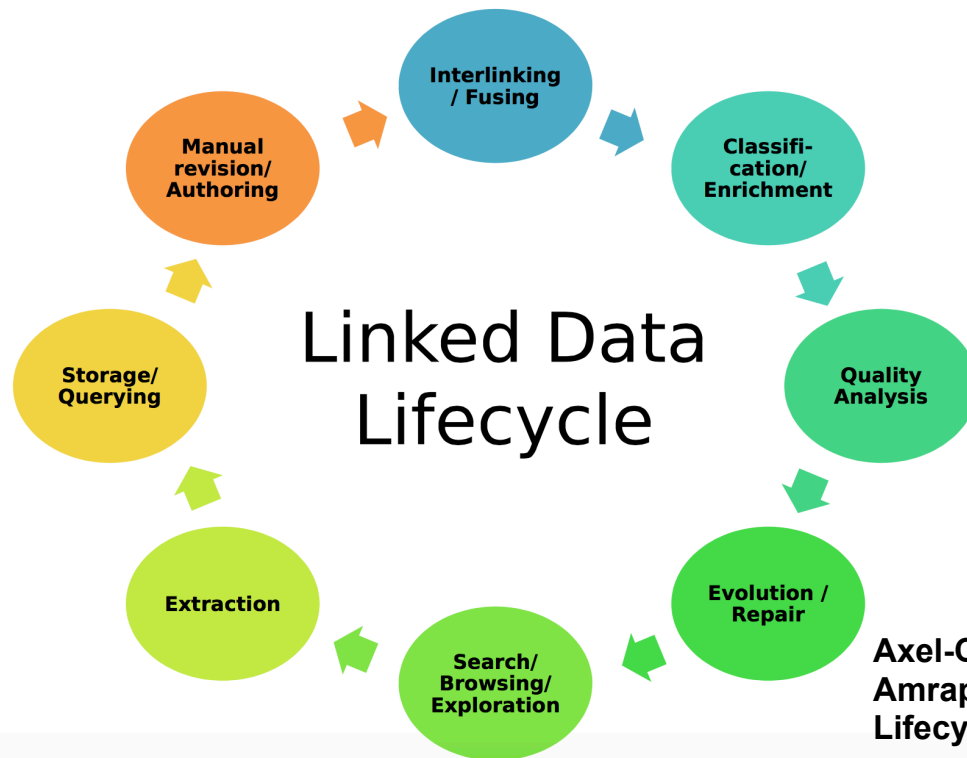 Interlinking
/ Fusing
Classifi-
cation/
Enrichment
Quality
Analysis
Evolution /
Repair
Search/
Browsing/
Exploration
Extraction
Storage/
Querying
Manual
revision/
Authoring
Linked Data
Lifecycle